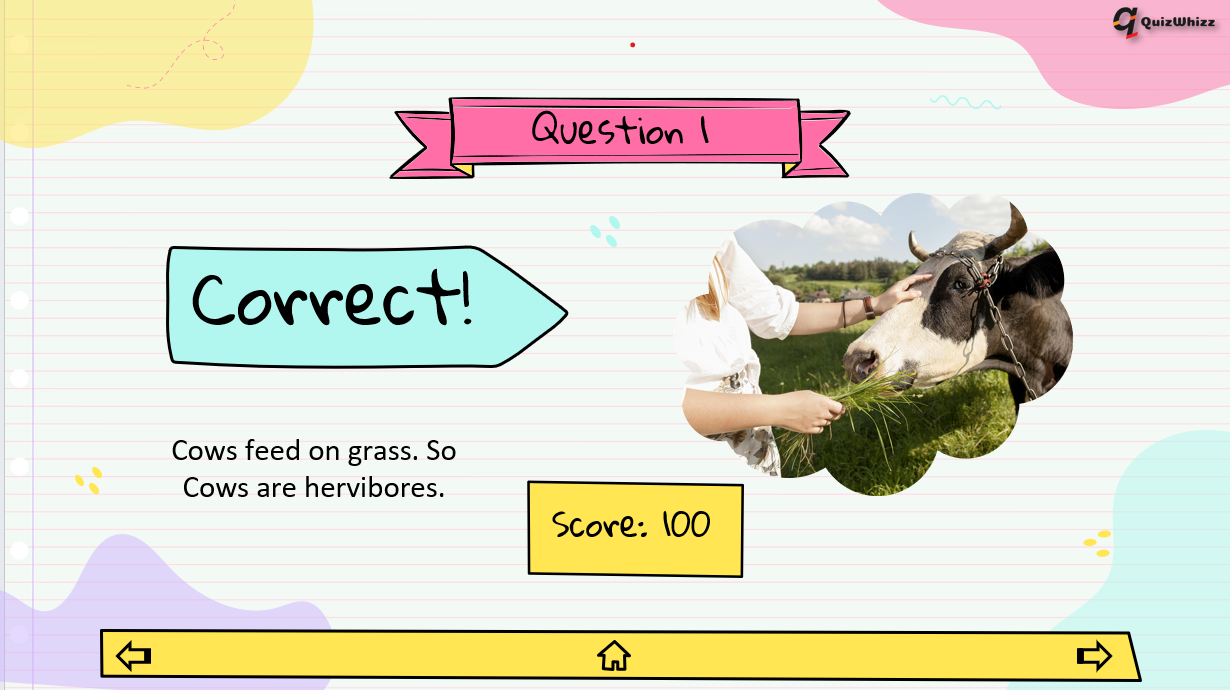 QuizWhizz
Question 1
Correct!
Cows feed on grass. So
Cows are hervibores.
Score: 100